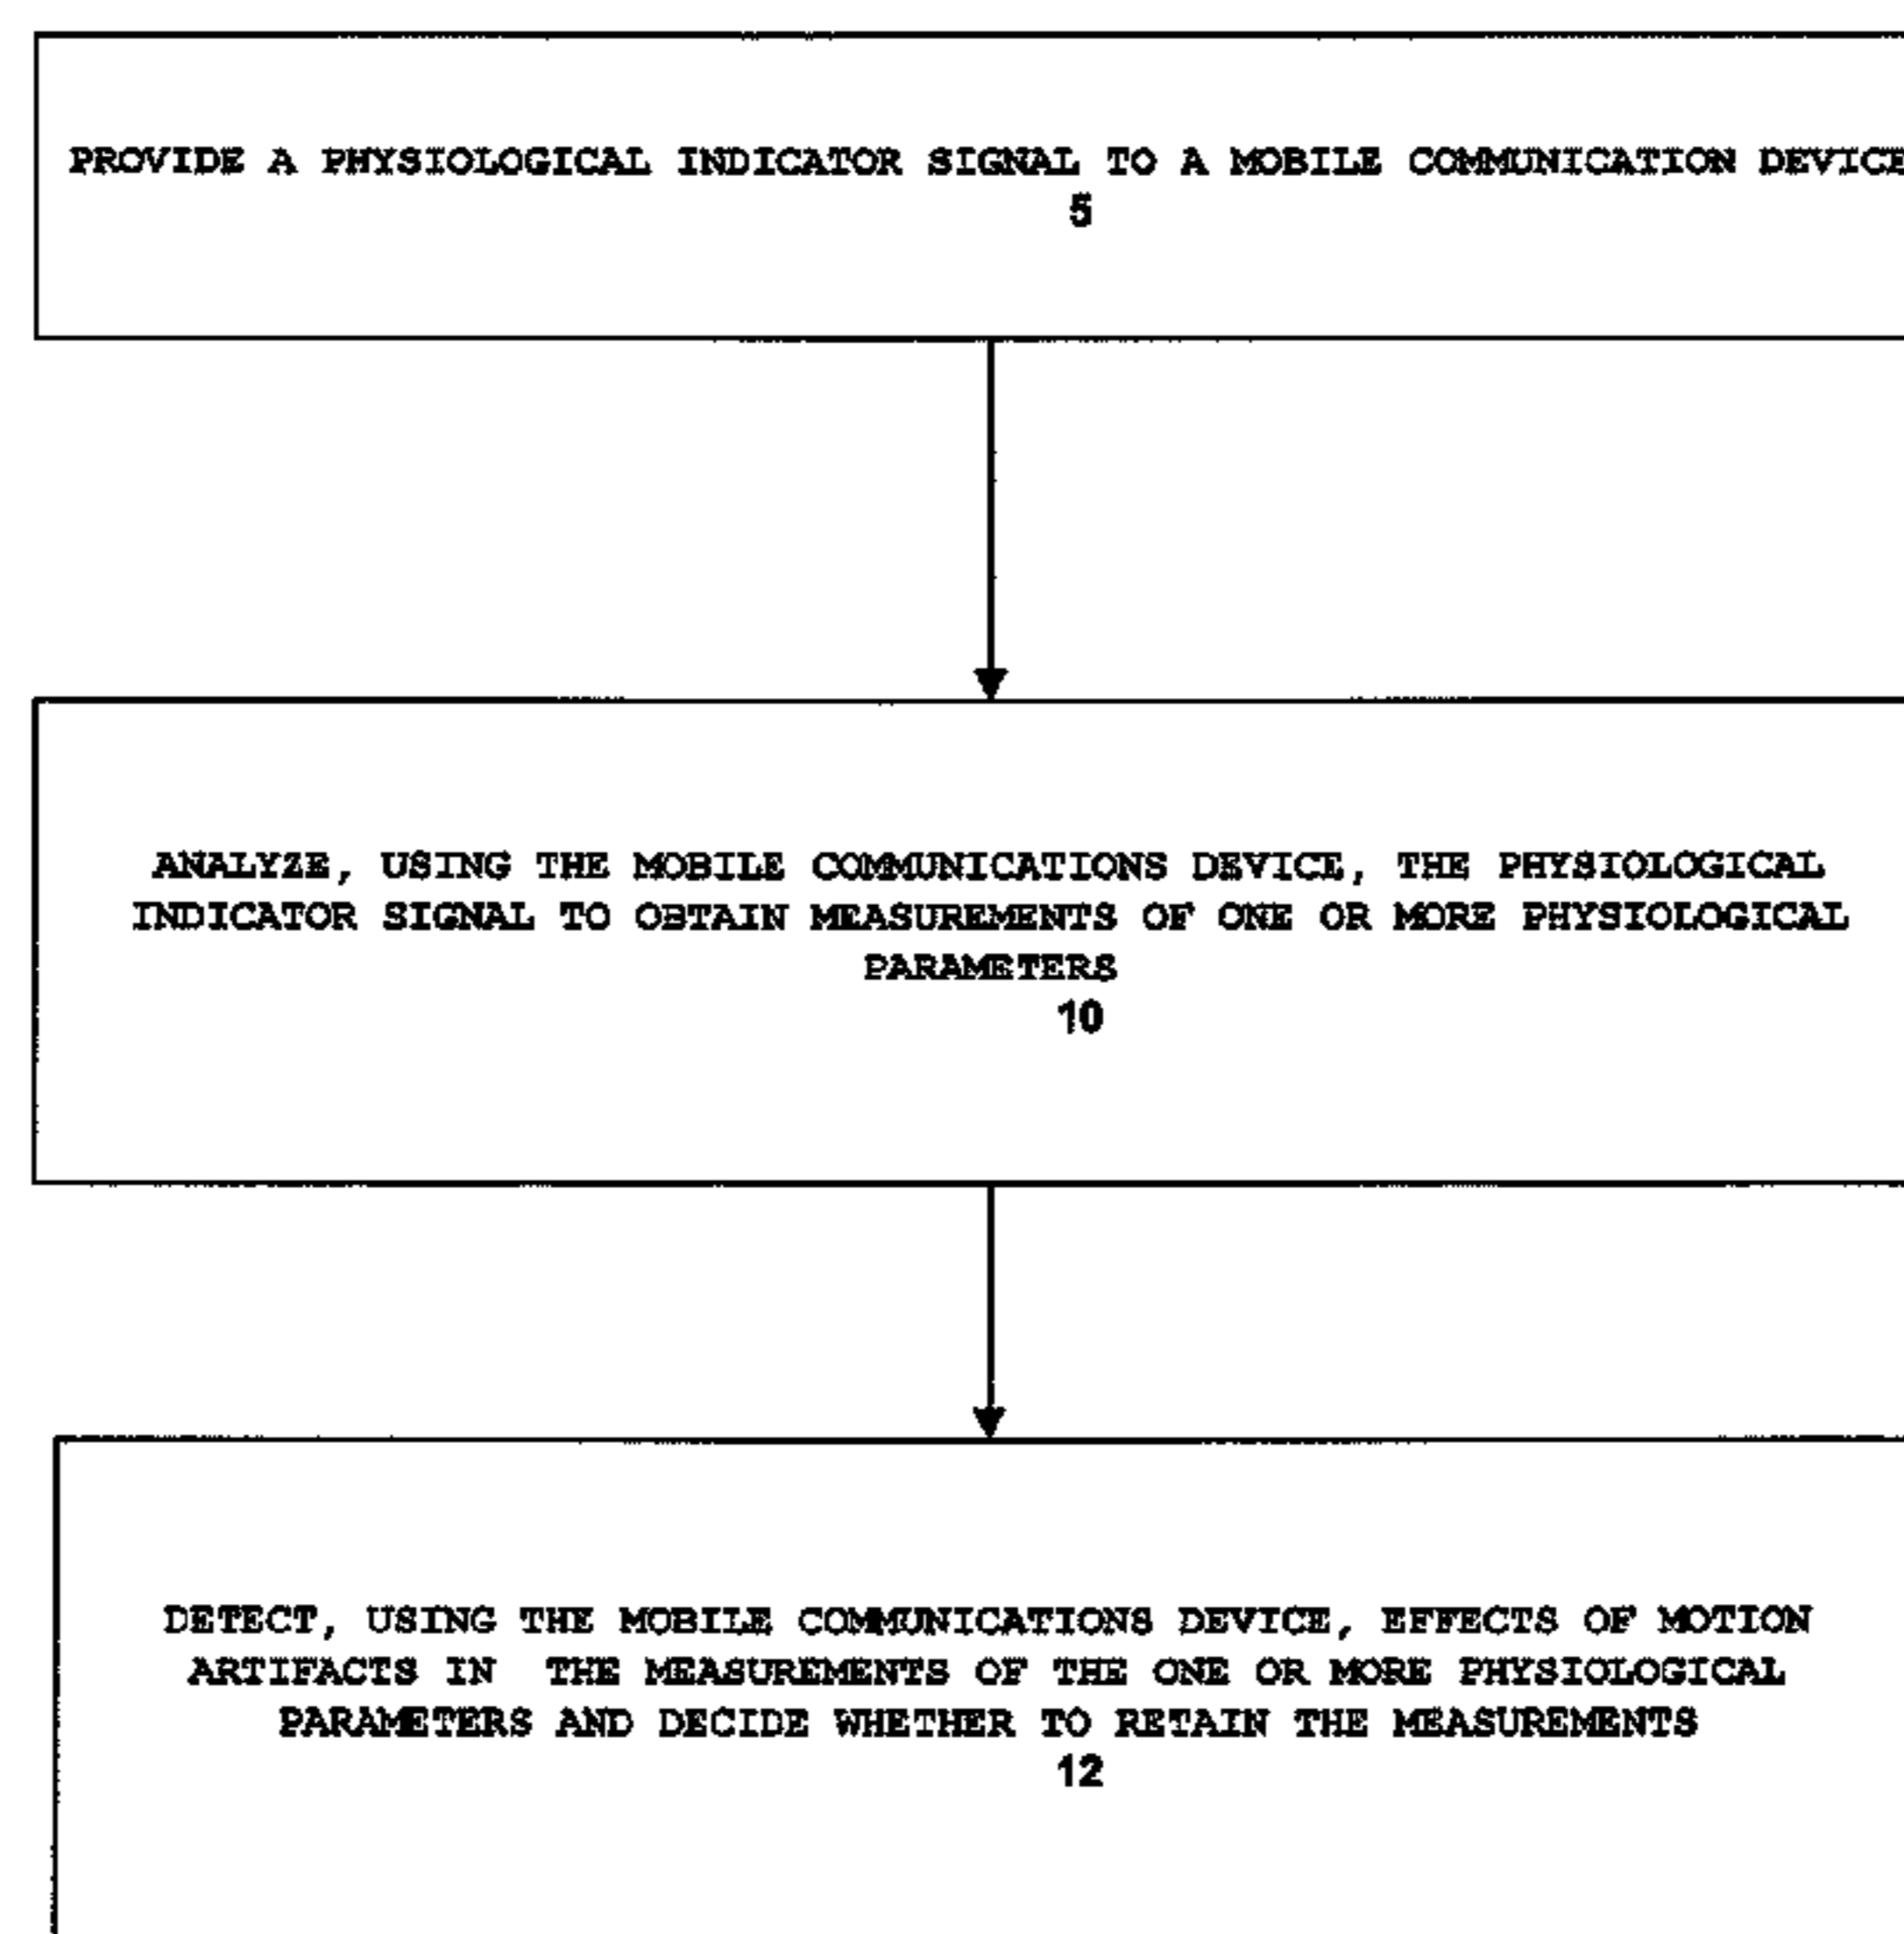 PROVIDE A PHYSIOLOGICAL INDICATOR SIGNAL TO A MOBILE COMMUNICATION DEVICE
5
ANALYZE, USING THE MOBILE COMMUNICATIONS DEVICE, THE PHYSIOLOGICAL
INDICATOR SIGNAL TO OBTAIN MEASUREMENTS OF ONE OR MORE PHYSIOLOGICAL
PARAMETERS
10
DETECT, USING THE MOBILE COMMUNICATIONS DEVICE, EFFECTS OF MOTION
ARTIFACTS IN THE MEASUREMENTS OF THE ONE OR MORE PHYSIOLOGICAL
PARAMETERS AND DECIDE WHETHER TO RETAIN THE MEASUREMENTS
12